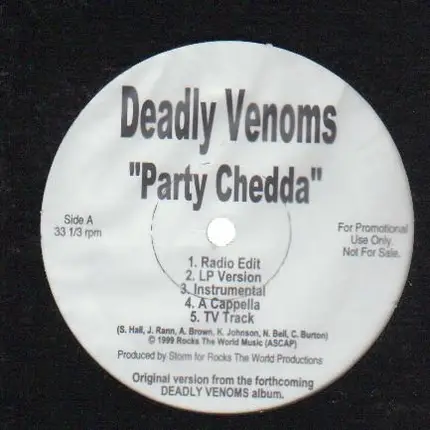 Deadly Venoms
"Party Chedda"
Side A
33 1/3 rpm
For Promotional
Use Only.
Not For Sale.
1. Radio Edit
2. LP Version
3. Instrumental
4. A Cappella
5. TV Track
(S. Hall, J. Rann, A. Brown, K. Johnson, N. Bell, C. Burton)
© 1999 Rocks The World Music (ASCAP)
Produced by Storm for Rocks The World Productions
Original version from the forthcoming
DEADLY VENOMS album.